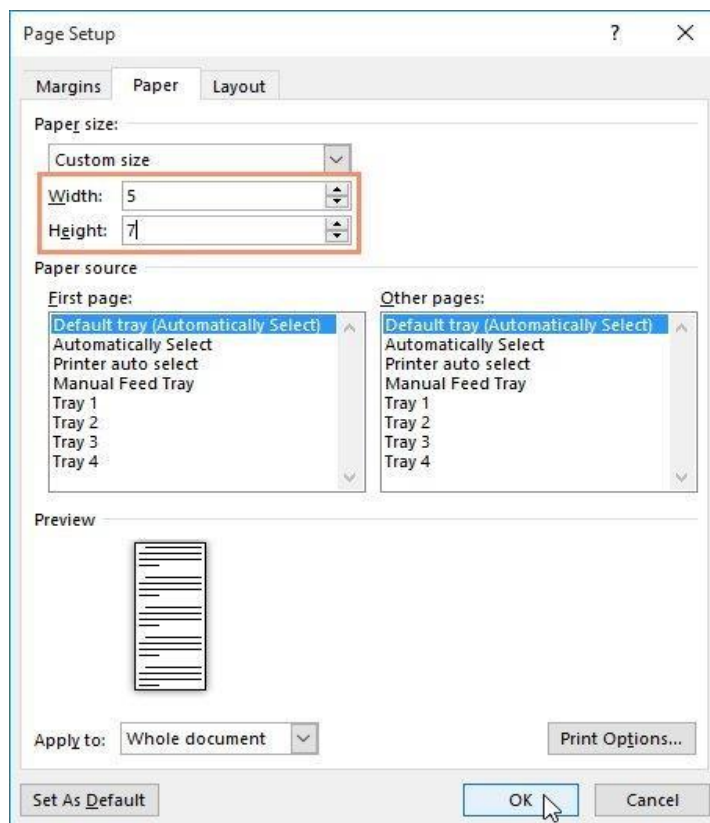 Page Setup ?
Margins Paper Layout
Paper size:
Custom size
Width: 5
Height: 7
Paper source
First page: Other pages:
Default tray (Automatically Select) Default tray (Automatically Select)
Automatically Select Automatically Select
Printer auto select Printer auto select
Manual Feed Tray Manual Feed Tray
Tray 1 Tray 1
Tray 2 Tray 2
Tray 3 Tray 3
Tray 4 Tray 4
Preview
Apply to: Whole document Print Options...
Set As Default OK Cancel